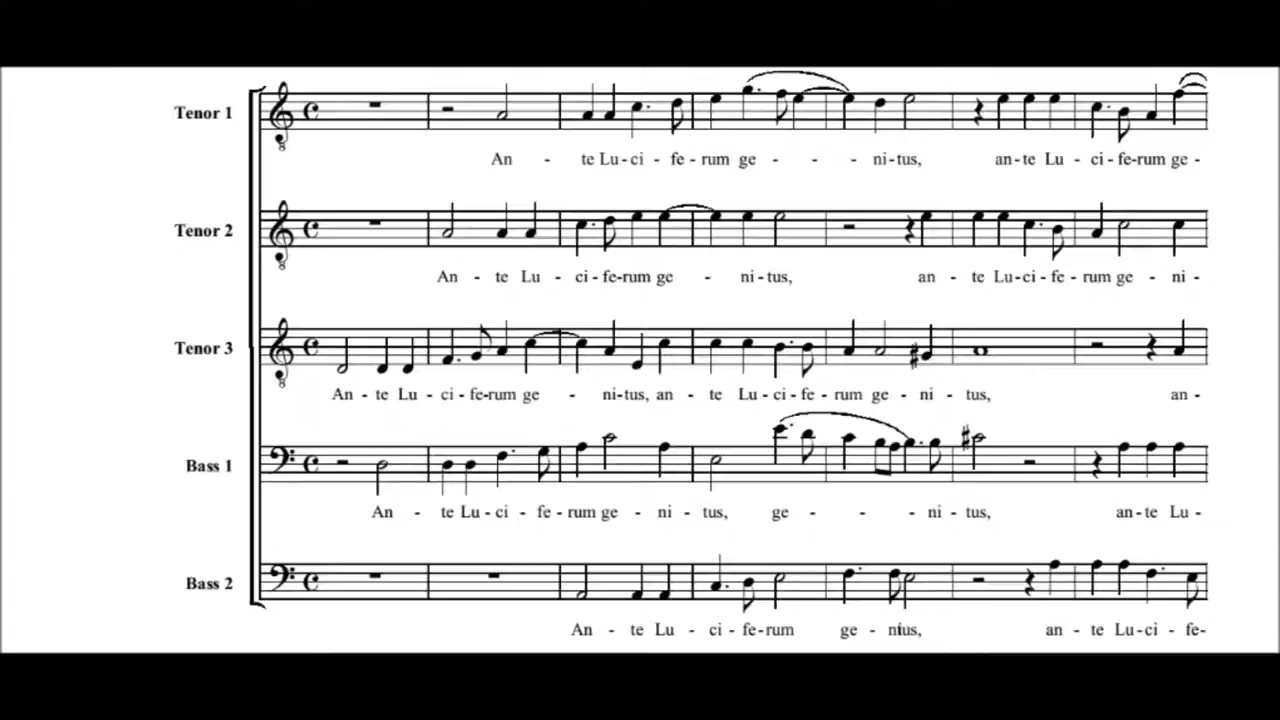 Tenor 1
An - te Lu - ci - fe - rum ge - - - ni - tus, an - te Lu - ci - fe - rum ge -
Tenor 2
An - te Lu - ci - fe - rum ge - ni - tus, an - te Lu - ci - fe - rum ge - ni -
Tenor 3
An - te Lu - ci - fe - rum ge - ni - tus, an - te Lu - ci - fe - rum ge - ni - tus, an -
Bass 1
An - te Lu - ci - fe - rum ge - ni - tus, ge - - - ni - tus, an - te Lu -
Bass 2
An - te Lu - ci - fe - rum ge - nitus, an - te Lu - ci - fe -